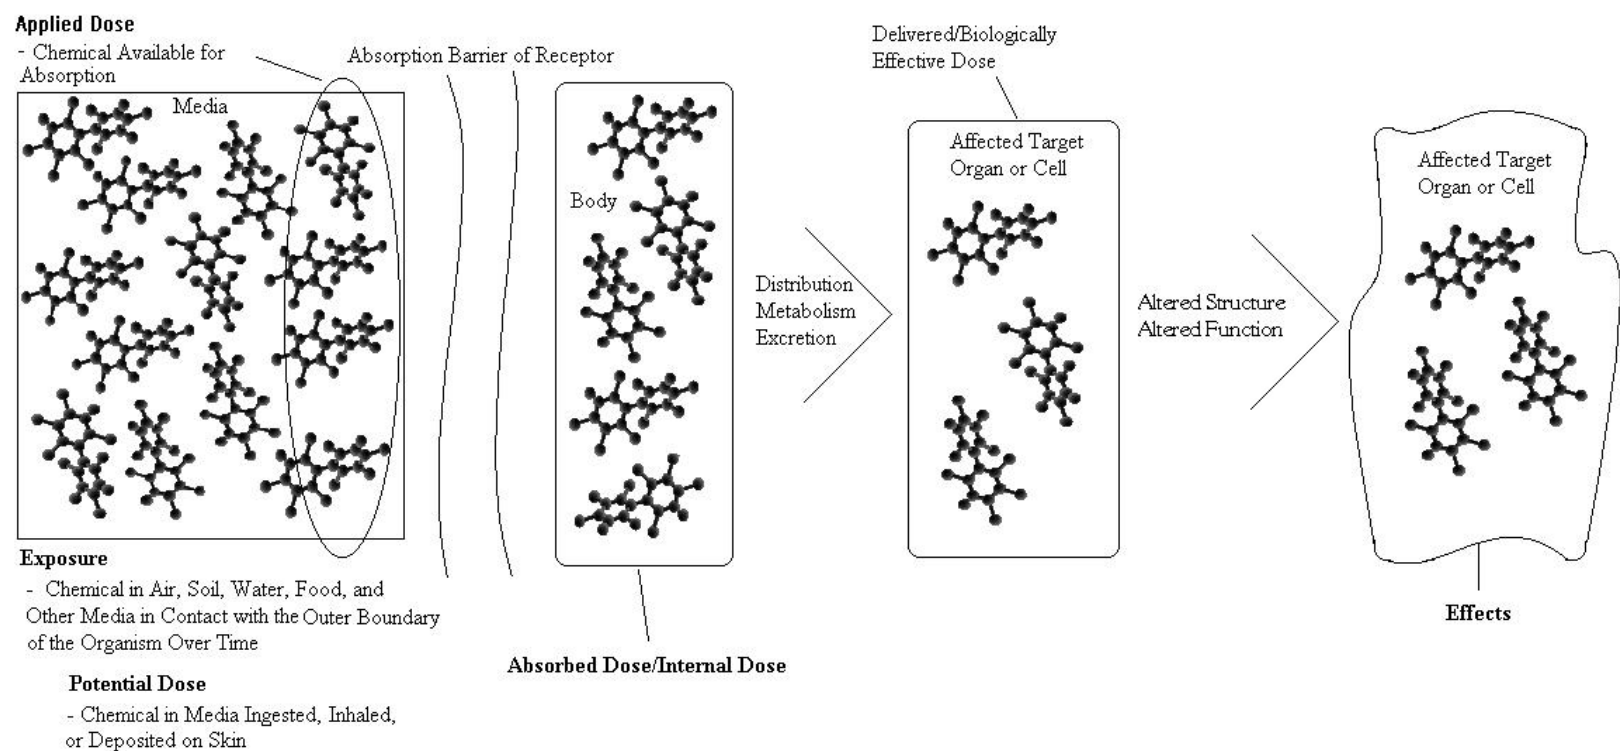 Applied Dose
- Chemical Available for
Absorption
Media
Absorption Barrier of Receptor
Body
Delivered/Biologically
Effective Dose
Affected Target
Organ or Cell
Distribution
Metabolism
Excretion
Altered Structure
Altered Function
Affected Target
Organ or Cell
Exposure
- Chemical in Air, Soil, Water, Food, and
Other Media in Contact with the Outer Boundary
of the Organism Over Time
Absorbed Dose/Internal Dose
Effects
Potential Dose
- Chemical in Media Ingested, Inhaled,
or Deposited on Skin